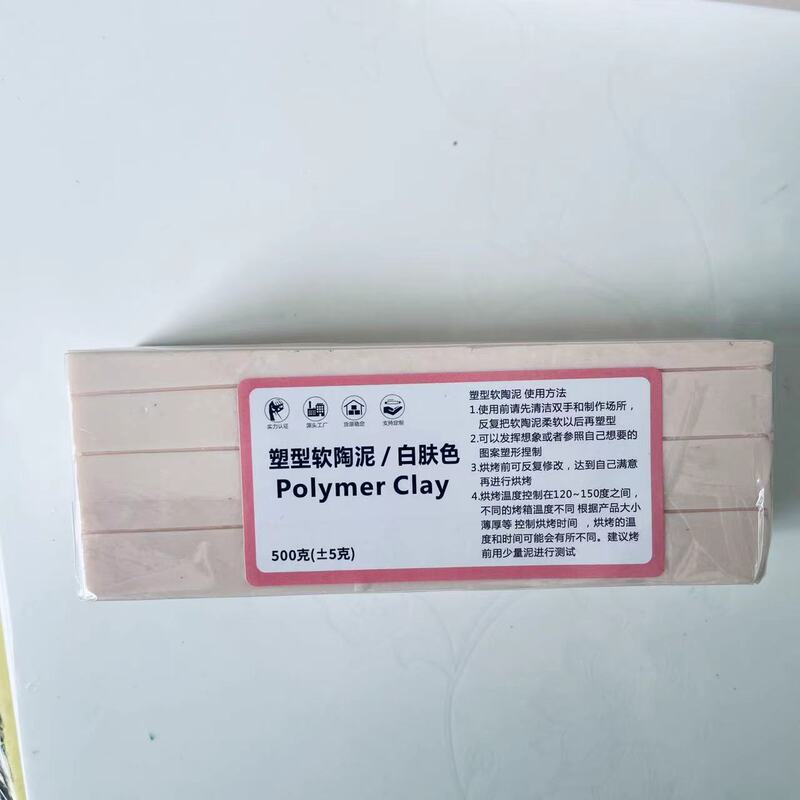 实力认证
源头工厂
货源稳定
支持定制
塑型软陶泥 / 白肤色
Polymer Clay
500克(±5克)
塑型软陶泥 使用方法
1.使用前请先清洁双手和制作场所，
反复把软陶泥柔软以后再塑型
2.可以发挥想象或者参照自己想要的
图案塑形捏制
3.烘烤前可反复修改，达到自己满意
再进行烘烤
4.烘烤温度控制在120~150度之间，
不同的烤箱温度不同 根据产品大小
薄厚等 控制烘烤时间 ，烘烤的温
度和时间可能会有所不同。建议烤
前用少量泥进行测试